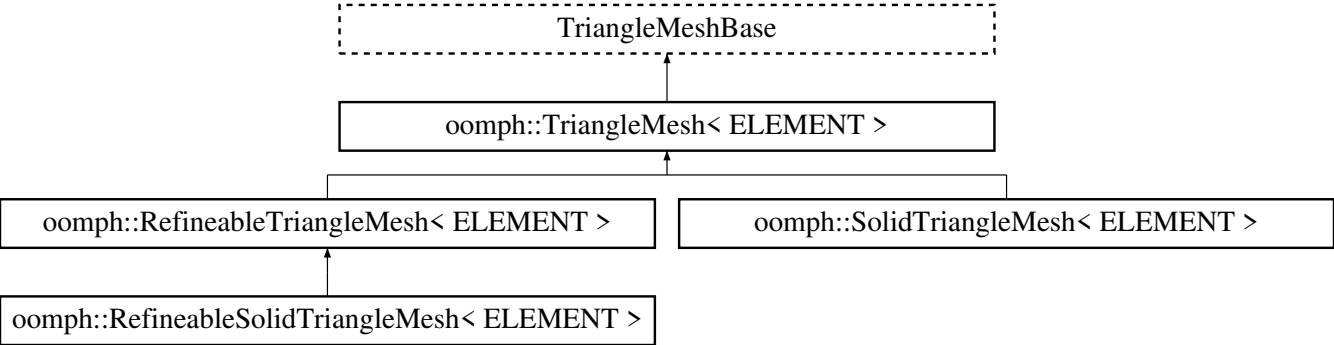 TriangleMeshBase
oomph::TriangleMesh< ELEMENT >
oomph::RefineableTriangleMesh< ELEMENT >
oomph::SolidTriangleMesh< ELEMENT >
oomph::RefineableSolidTriangleMesh< ELEMENT >